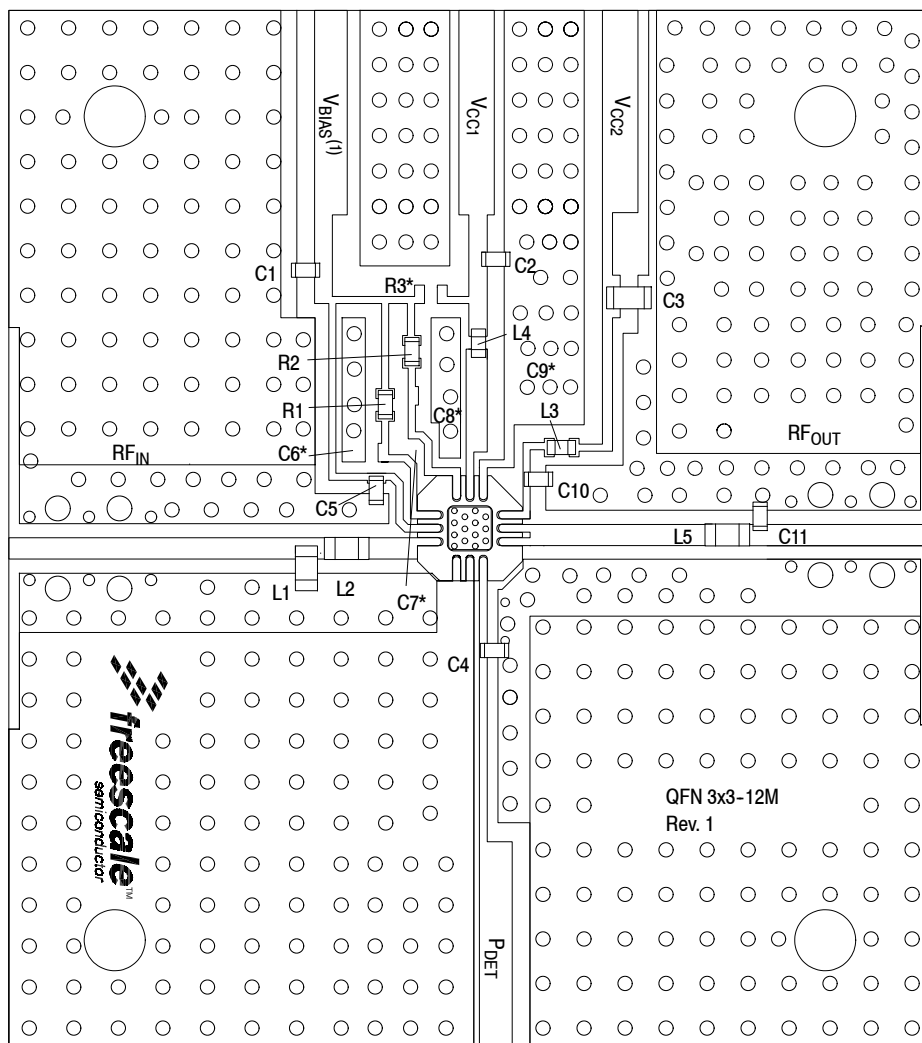 VBIAS(1)
VCC1
VCC2
C1
C2
R3*
C3
L4
R2
C9*
R1
C8*
L3
RFIN
C6*
RFOUT
C10
C5
L5
C11
L1
L2
C7*
C4
freescale™
semiconductor
QFN 3x3-12M
Rev. 1
PDET